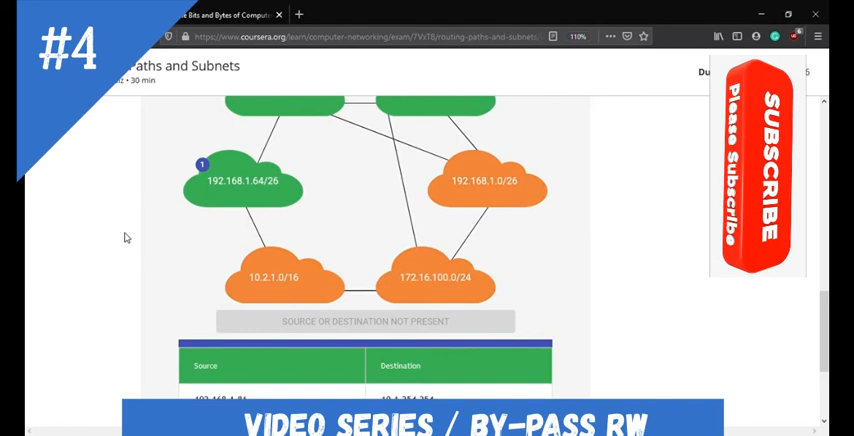 #4
e Bits and Bytes of Comput
https://www.coursera.org/learn/computer-networking/exam/7VxT8/routing-paths-and-subnets
110%
6
Paths and Subnets
z • 30 min
Du
6
SUBSCRIBE
Please Subscribe
1
192.168.1.64/26
192.168.1.0/26
10.2.1.0/16
172.16.100.0/24
SOURCE OR DESTINATION NOT PRESENT
Source
Destination
VIDEO SERIES / BY-PASS RW